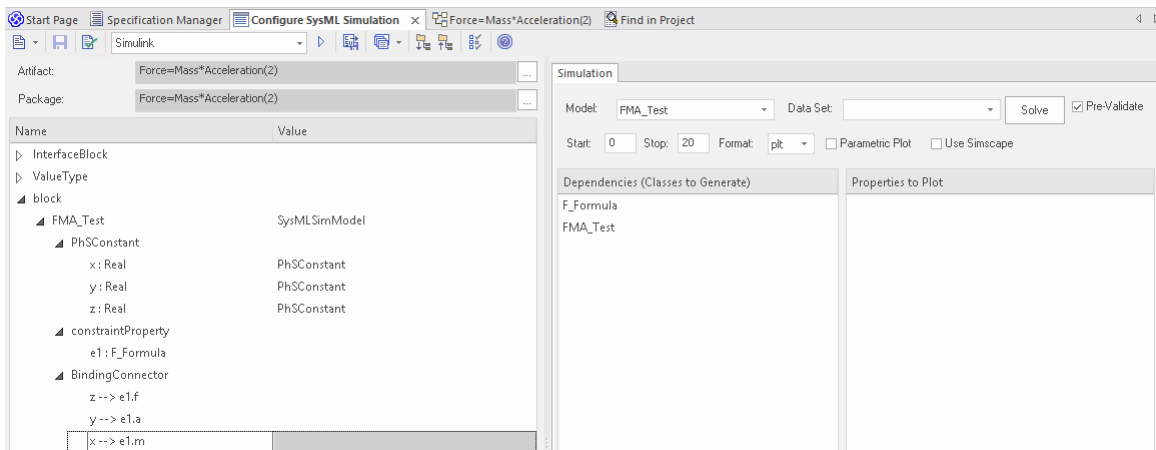 Start Page Specification Manager Configure SysML Simulation × Force=Mass*Acceleration(2) Find in Project
Simulink
Artifact: Force=Mass*Acceleration(2) ...
Package: Force=Mass*Acceleration(2) ...
Name Value
InterfaceBlock
ValueType
block
FMA_Test SysMLSimModel
PhSConstant
x : Real PhSConstant
y : Real PhSConstant
z : Real PhSConstant
constraintProperty
e1 : F_Formula
BindingConnector
z --> e1.f
y --> e1.a
x --> e1.m
Simulation
Model: FMA_Test Data Set: Solve Pre-Validate
Start: 0 Stop: 20 Format: plt Parametric Plot Use Simscape
Dependencies (Classes to Generate) Properties to Plot
F_Formula
FMA_Test